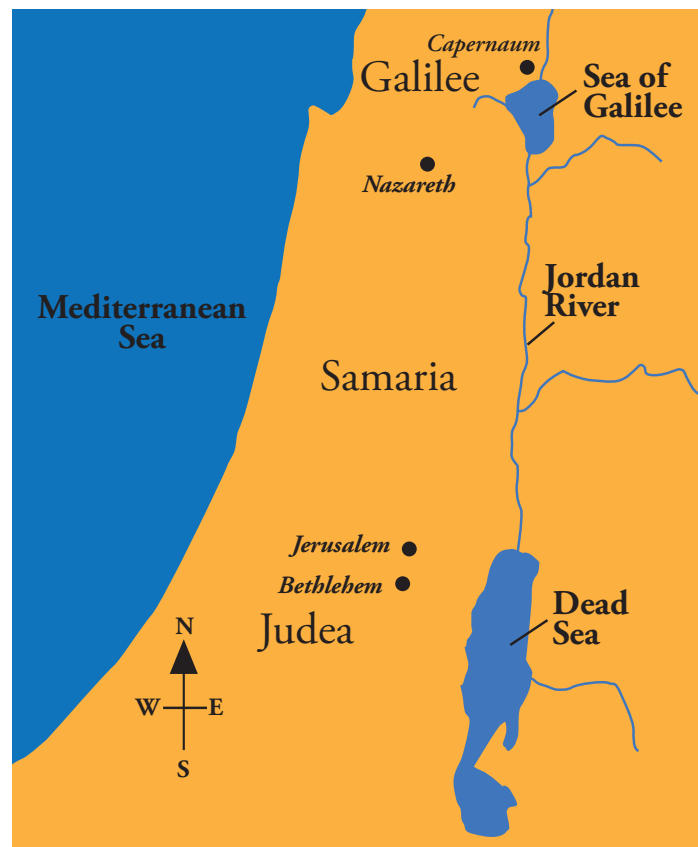 Capernaum
Galilee
Sea of
Galilee
Nazareth
Jordan
River
Mediterranean
Sea
Samaria
Jerusalem
Bethlehem
Judea
Dead
Sea
N
W E
S